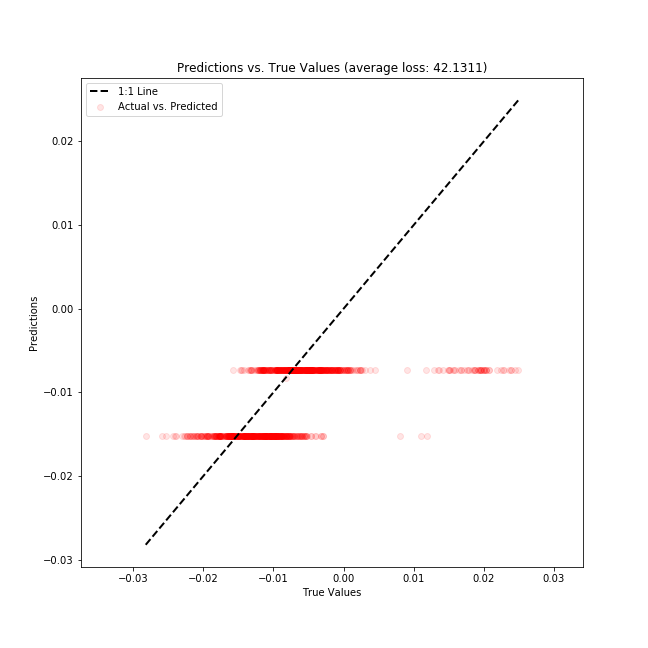 Predictions vs. True Values (average loss: 42.1311)
1:1 Line
Actual vs. Predicted
0.02
0.01
0.00
−0.01
−0.02
−0.03
Predictions
−0.03 −0.02 −0.01 0.00 0.01 0.02 0.03
True Values